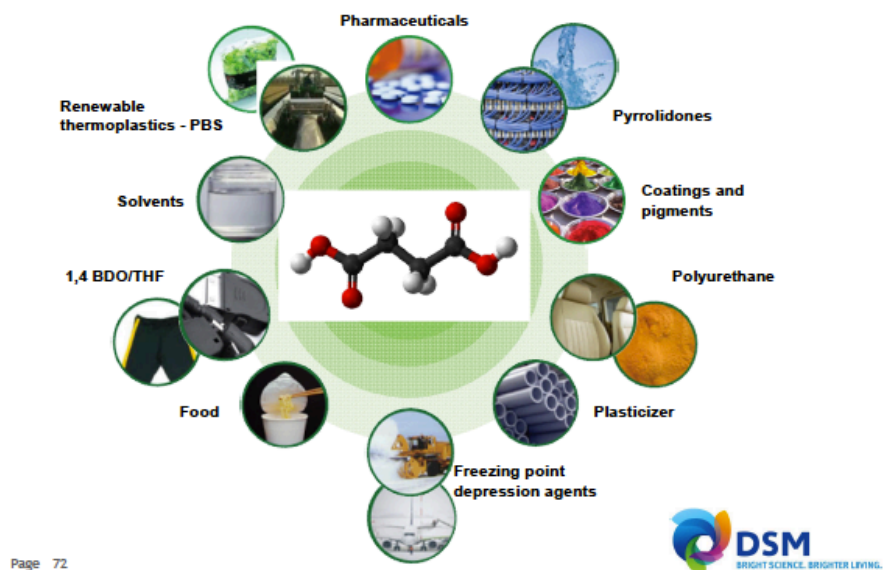 Pharmaceuticals
Renewable
thermoplastics - PBS
Pyrrolidones
Solvents
Coatings and
pigments
1,4 BDO/THF
Polyurethane
Food
Plasticizer
Freezing point
depression agents
DSM
BRIGHT SCIENCE. BRIGHTER LIVING.
Page 72